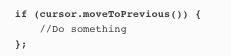 if (cursor.moveToPrevious()) {
    //Do something
};